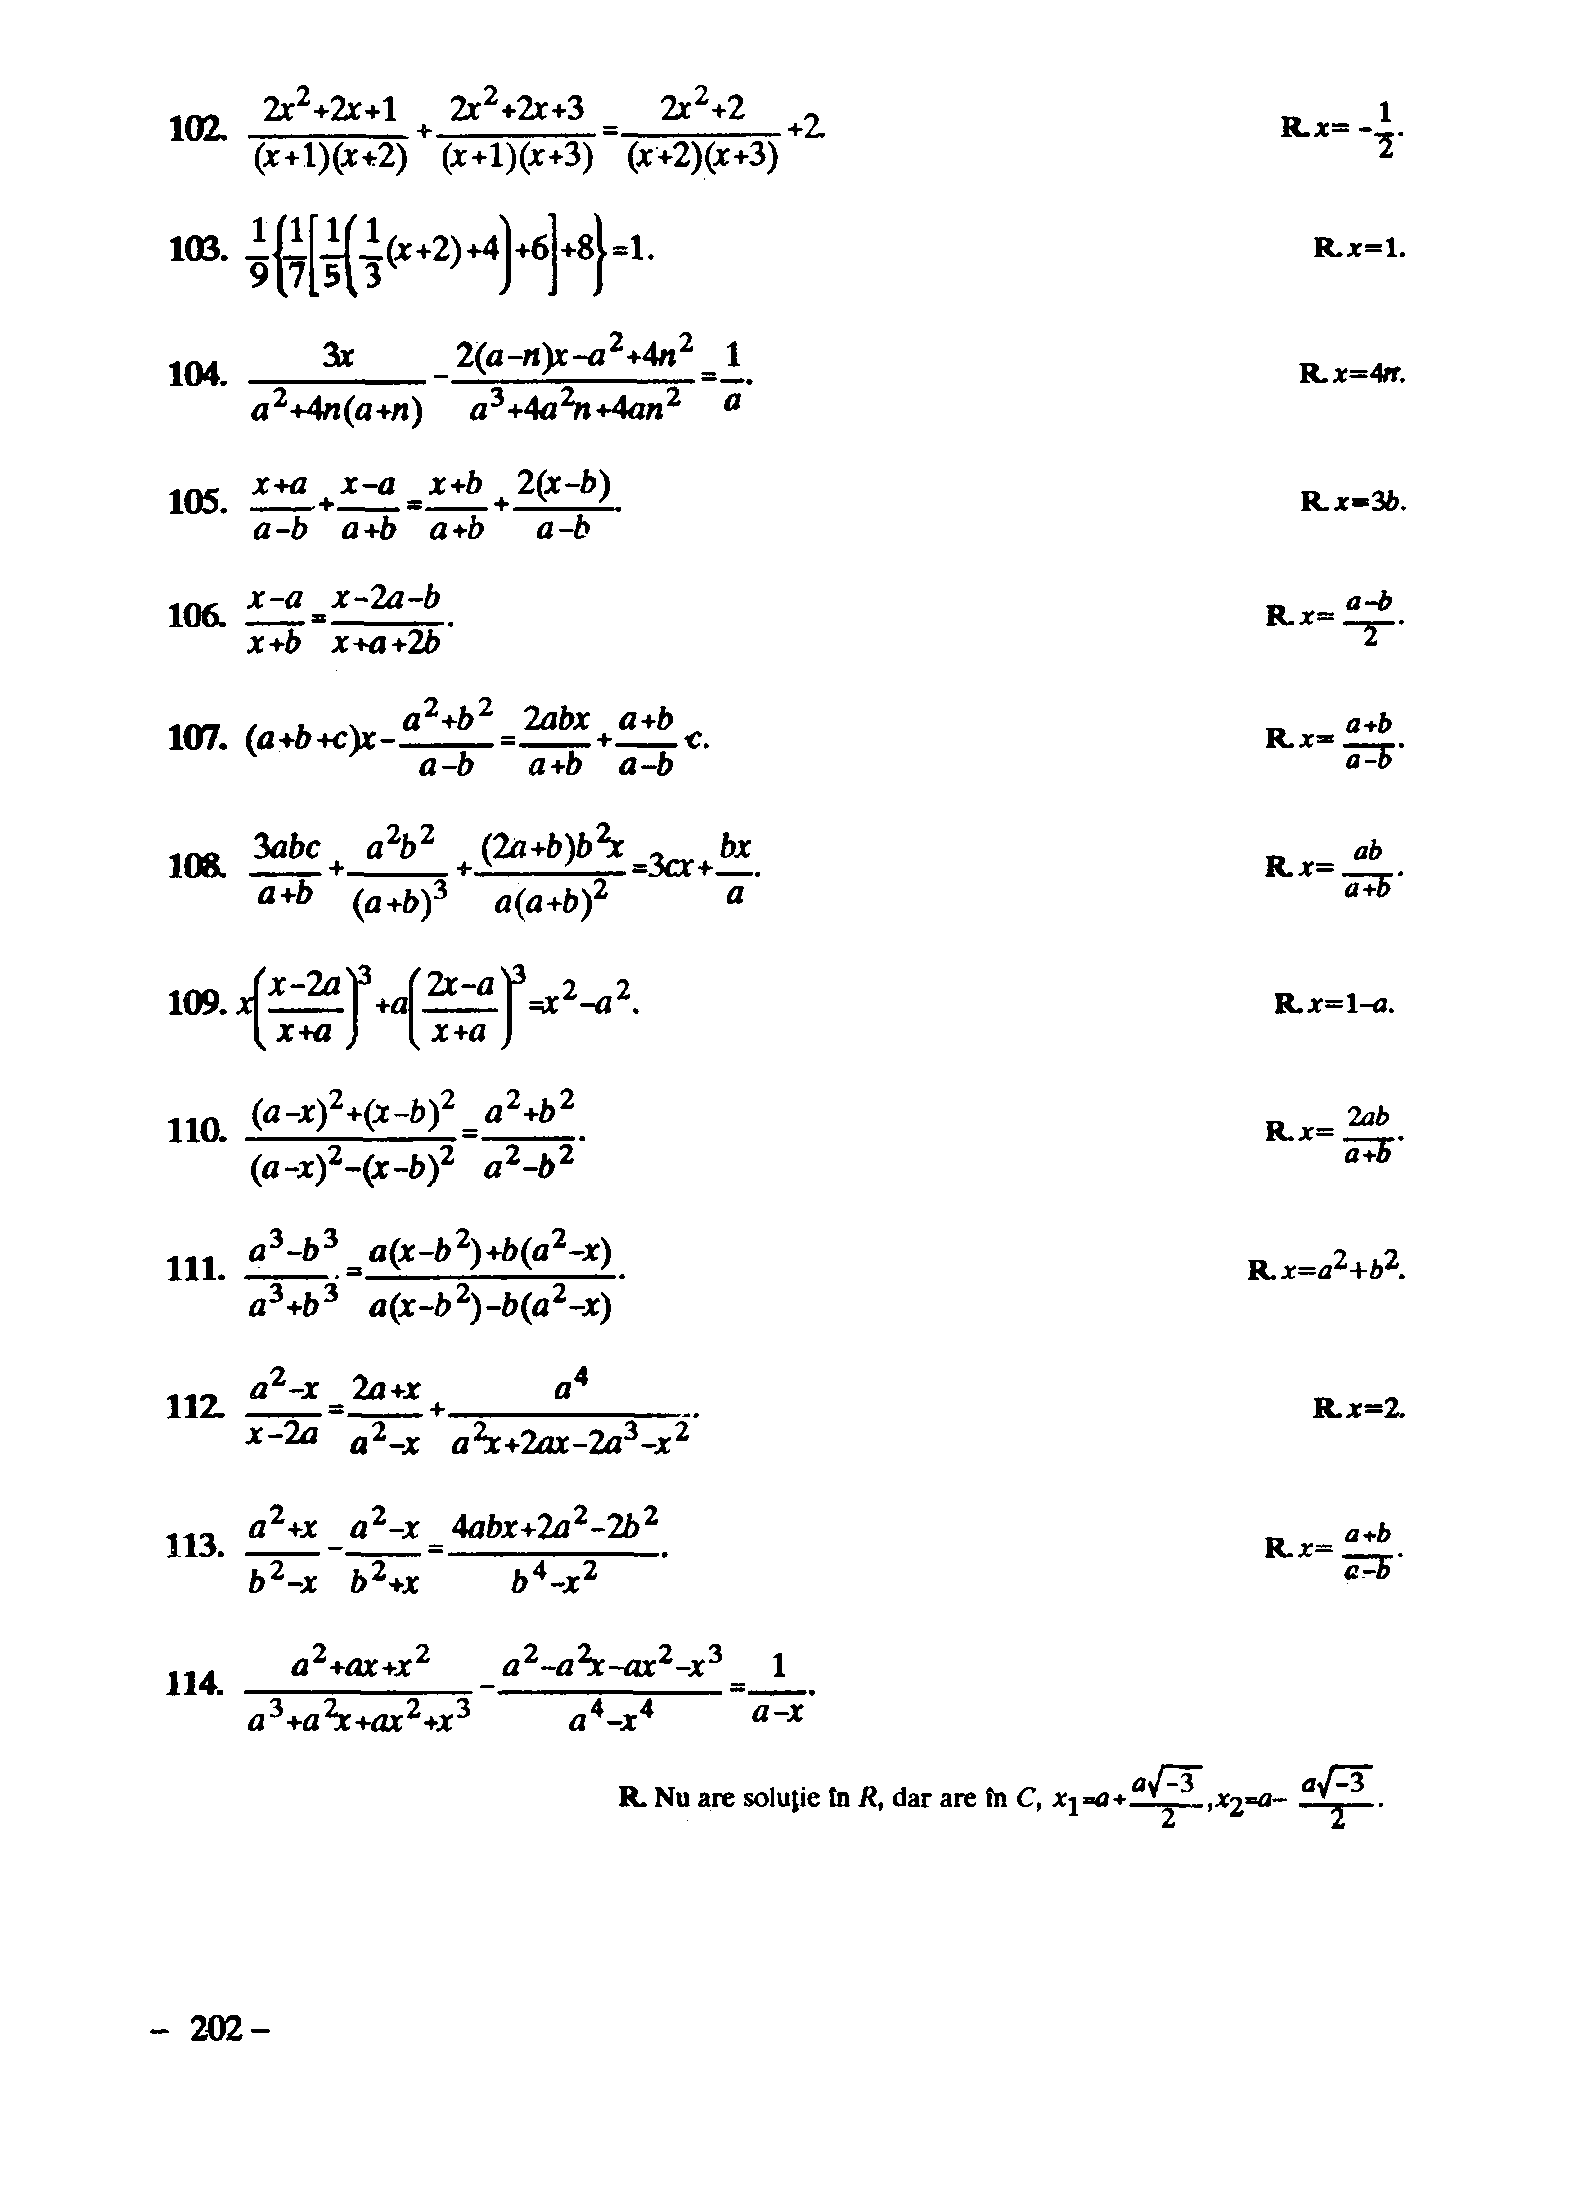 102. (2x²+2x+1)/((x+1)(x+2)) + (2x²+2x+3)/((x+1)(x+3)) = (2x²+2)/((x+2)(x+3)) +2. R. x= -1/2.
103. 1/9{1/7[1/5(1/3(x+2)+4)+6]+8}=1. R. x=1.
104. 3x/(a²+4n(a+n)) - (2(a-n)x-a²+4n²)/(a³+4a²n+4an²) = 1/a. R. x=4n.
105. (x+a)/(a-b) + (x-a)/(a+b) = (x+b)/(a+b) + 2(x-b)/(a-b). R. x=3b.
106. (x-a)/(x+b) = (x-2a-b)/(x+a+2b). R. x= (a-b)/2.
107. (a+b+c)x - (a²+b²)/(a-b) = 2abx/(a+b) + (a+b)/(a-b) c. R. x= (a+b)/(a-b).
108. 3abc/(a+b) + a²b²/(a+b)³ + (2a+b)b²x/(a(a+b)²) = 3cx + bx/a. R. x= ab/(a+b).
109. x((x-2a)/(x+a))³ + a((2x-a)/(x+a))³ = x²-a². R. x=1-a.
110. ((a-x)²+(x-b)²)/((a-x)²-(x-b)²) = (a²+b²)/(a²-b²). R. x= 2ab/(a+b).
111. (a³-b³)/(a³+b³) = (a(x-b²)+b(a²-x))/(a(x-b²)-b(a²-x)). R. x=a²+b².
112. (a²-x)/(x-2a) = (2a+x)/(a²-x) + a⁴/(a²x+2ax-2a³-x²). R. x=2.
113. (a²+x)/(b²-x) - (a²-x)/(b²+x) = (4abx+2a²-2b²)/(b⁴-x²). R. x= (a+b)/(a-b).
114. (a²+ax+x²)/(a³+a²x+ax²+x³) - (a²-a²x-ax²-x³)/(a⁴-x⁴) = 1/(a-x).
R. Nu are soluţie în R, dar are în C, x₁=a+ a√-3/2, x₂=a- a√-3/2.
- 202 -